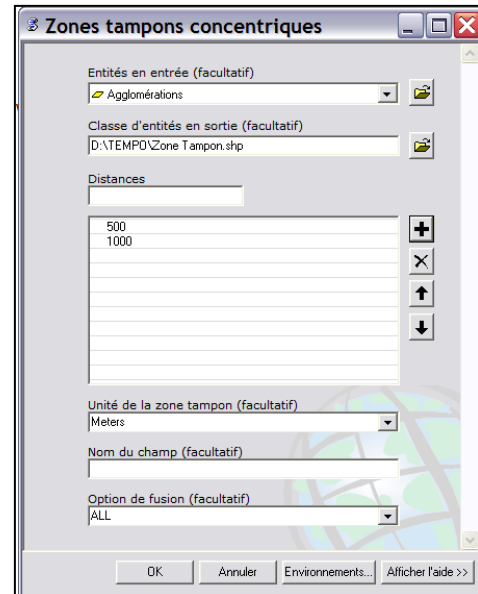 Zones tampons concentriques
Entités en entrée (facultatif)
Agglomérations
Classe d'entités en sortie (facultatif)
D:\TEMPO\Zone Tampon.shp
Distances
500
1000
Unité de la zone tampon (facultatif)
Meters
Nom du champ (facultatif)
Option de fusion (facultatif)
ALL
OK Annuler Environnements... Afficher l'aide >>